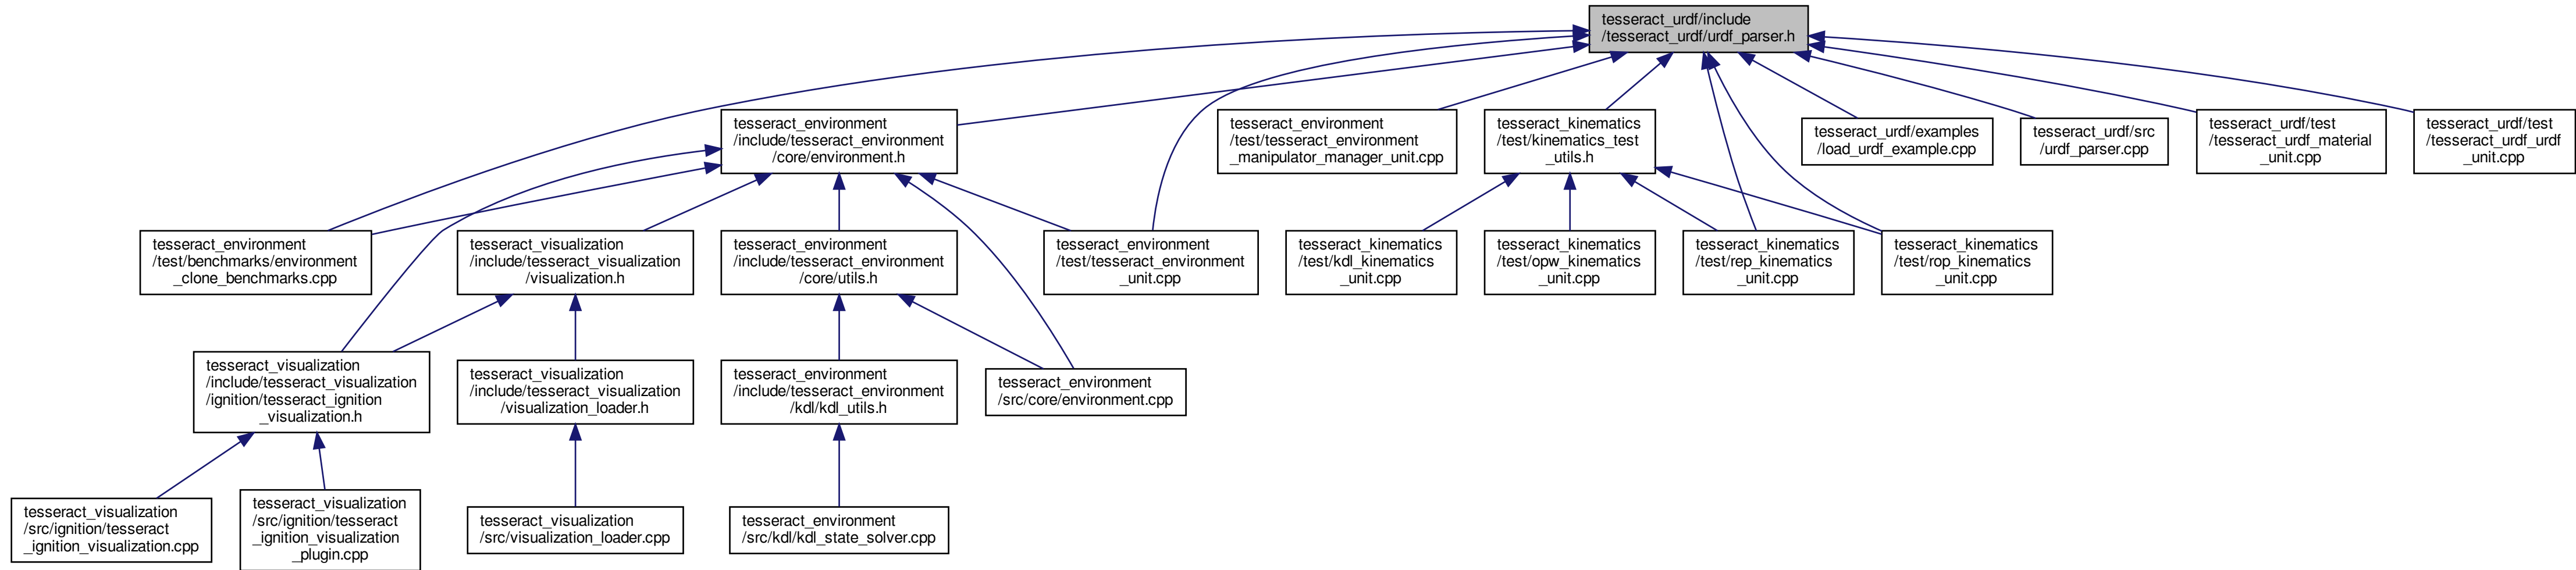 tesseract_urdf/include
/tesseract_urdf/urdf_parser.h
tesseract_environment
/include/tesseract_environment
/core/environment.h
tesseract_environment
/test/tesseract_environment
_manipulator_manager_unit.cpp
tesseract_kinematics
/test/kinematics_test
_utils.h
tesseract_urdf/examples
/load_urdf_example.cpp
tesseract_urdf/src
/urdf_parser.cpp
tesseract_urdf/test
/tesseract_urdf_material
_unit.cpp
tesseract_urdf/test
/tesseract_urdf_urdf
_unit.cpp
tesseract_environment
/test/benchmarks/environment
_clone_benchmarks.cpp
tesseract_visualization
/include/tesseract_visualization
/visualization.h
tesseract_environment
/include/tesseract_environment
/core/utils.h
tesseract_environment
/test/tesseract_environment
_unit.cpp
tesseract_kinematics
/test/kdl_kinematics
_unit.cpp
tesseract_kinematics
/test/opw_kinematics
_unit.cpp
tesseract_kinematics
/test/rep_kinematics
_unit.cpp
tesseract_kinematics
/test/rop_kinematics
_unit.cpp
tesseract_visualization
/include/tesseract_visualization
/ignition/tesseract_ignition
_visualization.h
tesseract_visualization
/include/tesseract_visualization
/visualization_loader.h
tesseract_environment
/include/tesseract_environment
/kdl/kdl_utils.h
tesseract_environment
/src/core/environment.cpp
tesseract_visualization
/src/ignition/tesseract
_ignition_visualization.cpp
tesseract_visualization
/src/ignition/tesseract
_ignition_visualization
_plugin.cpp
tesseract_visualization
/src/visualization_loader.cpp
tesseract_environment
/src/kdl/kdl_state_solver.cpp